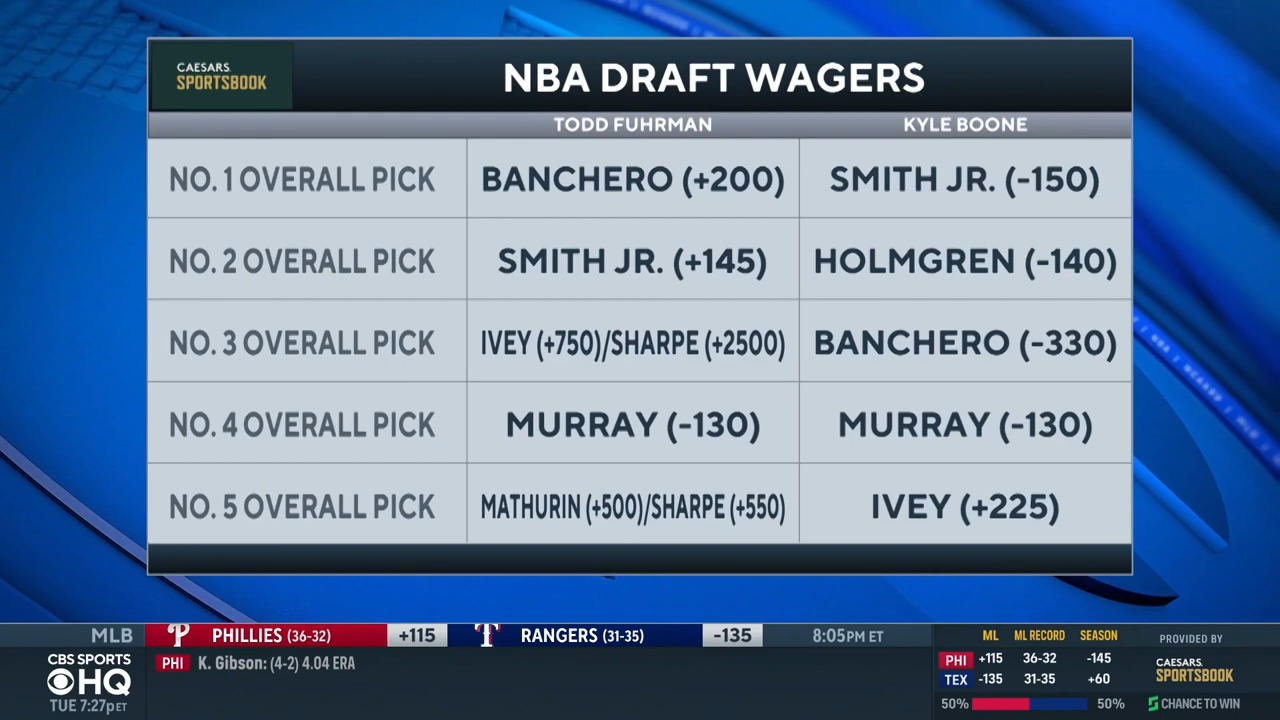 CAESARS
SPORTSBOOK
NBA DRAFT WAGERS
TODD FUHRMAN KYLE BOONE
NO. 1 OVERALL PICK BANCHERO (+200) SMITH JR. (-150)
NO. 2 OVERALL PICK SMITH JR. (+145) HOLMGREN (-140)
NO. 3 OVERALL PICK IVEY (+750)/SHARPE (+2500) BANCHERO (-330)
NO. 4 OVERALL PICK MURRAY (-130) MURRAY (-130)
NO. 5 OVERALL PICK MATHURIN (+500)/SHARPE (+550) IVEY (+225)
MLB PHILLIES (36-32) +115 RANGERS (31-35) -135 8:05PM ET
CBS SPORTS
HQ
TUE 7:27PET
PHI K. Gibson: (4-2) 4.04 ERA
ML ML RECORD SEASON
PHI +115 36-32 -145
TEX -135 31-35 +60
50% 50%
PROVIDED BY
CAESARS
SPORTSBOOK
CHANCE TO WIN